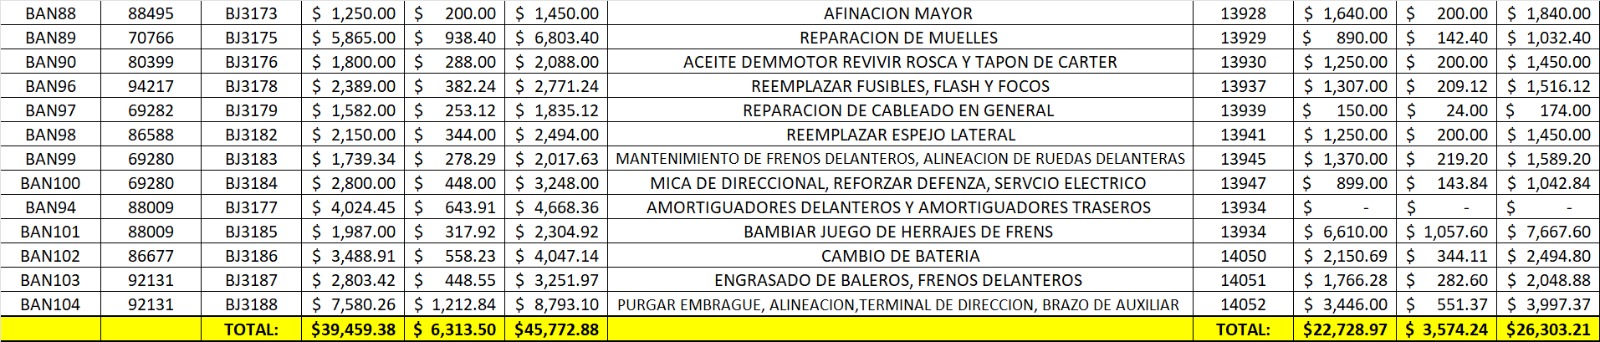 BAN88 88495 BJ3173 $ 1,250.00 $ 200.00 $ 1,450.00 AFINACION MAYOR 13928 $ 1,640.00 $ 200.00 $ 1,840.00
BAN89 70766 BJ3175 $ 5,865.00 $ 938.40 $ 6,803.40 REPARACION DE MUELLES 13929 $ 890.00 $ 142.40 $ 1,032.40
BAN90 80399 BJ3176 $ 1,800.00 $ 288.00 $ 2,088.00 ACEITE DEMMOTOR REVIVIR ROSCA Y TAPON DE CARTER 13930 $ 1,250.00 $ 200.00 $ 1,450.00
BAN96 94217 BJ3178 $ 2,389.00 $ 382.24 $ 2,771.24 REEMPLAZAR FUSIBLES, FLASH Y FOCOS 13937 $ 1,307.00 $ 209.12 $ 1,516.12
BAN97 69282 BJ3179 $ 1,582.00 $ 253.12 $ 1,835.12 REPARACION DE CABLEADO EN GENERAL 13939 $ 150.00 $ 24.00 $ 174.00
BAN98 86588 BJ3182 $ 2,150.00 $ 344.00 $ 2,494.00 REEMPLAZAR ESPEJO LATERAL 13941 $ 1,250.00 $ 200.00 $ 1,450.00
BAN99 69280 BJ3183 $ 1,739.34 $ 278.29 $ 2,017.63 MANTENIMIENTO DE FRENOS DELANTEROS, ALINEACION DE RUEDAS DELANTERAS 13945 $ 1,370.00 $ 219.20 $ 1,589.20
BAN100 69280 BJ3184 $ 2,800.00 $ 448.00 $ 3,248.00 MICA DE DIRECCIONAL, REFORZAR DEFENZA, SERVCIO ELECTRICO 13947 $ 899.00 $ 143.84 $ 1,042.84
BAN94 88009 BJ3177 $ 4,024.45 $ 643.91 $ 4,668.36 AMORTIGUADORES DELANTEROS Y AMORTIGUADORES TRASEROS 13934 $ - $ - $ -
BAN101 88009 BJ3185 $ 1,987.00 $ 317.92 $ 2,304.92 BAMBIAR JUEGO DE HERRAJES DE FRENS 13934 $ 6,610.00 $ 1,057.60 $ 7,667.60
BAN102 86677 BJ3186 $ 3,488.91 $ 558.23 $ 4,047.14 CAMBIO DE BATERIA 14050 $ 2,150.69 $ 344.11 $ 2,494.80
BAN103 92131 BJ3187 $ 2,803.42 $ 448.55 $ 3,251.97 ENGRASADO DE BALEROS, FRENOS DELANTEROS 14051 $ 1,766.28 $ 282.60 $ 2,048.88
BAN104 92131 BJ3188 $ 7,580.26 $ 1,212.84 $ 8,793.10 PURGAR EMBRAGUE, ALINEACION,TERMINAL DE DIRECCION, BRAZO DE AUXILIAR 14052 $ 3,446.00 $ 551.37 $ 3,997.37
TOTAL: $39,459.38 $ 6,313.50 $45,772.88 TOTAL: $22,728.97 $ 3,574.24 $26,303.21